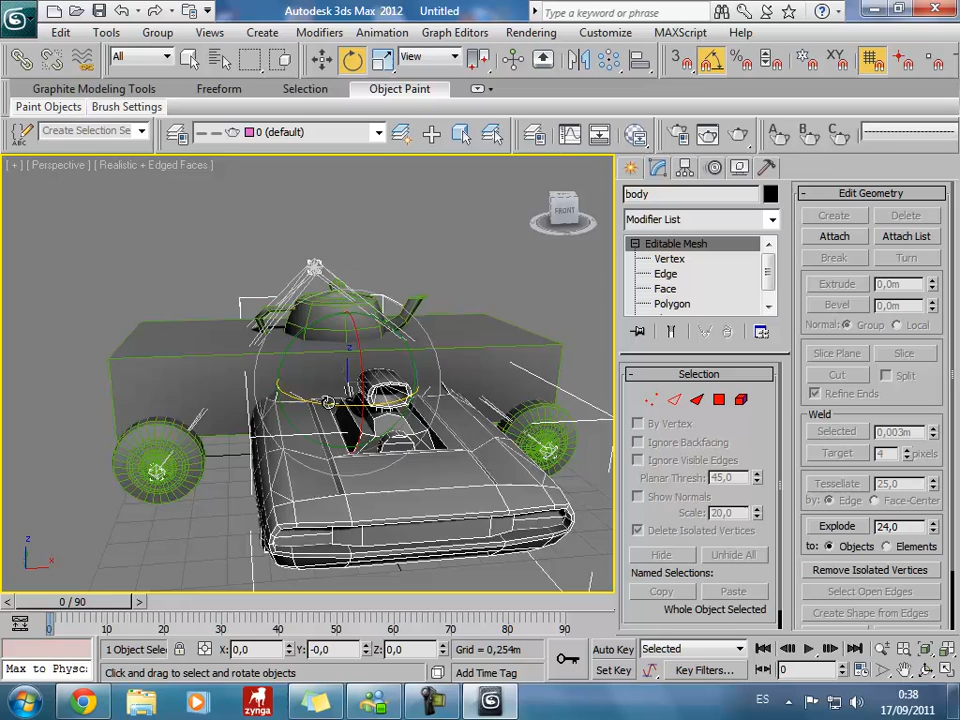 Autodesk 3ds Max 2012 Untitled
Type a keyword or phrase
Edit Tools Group Views Create Modifiers Animation Graph Editors Rendering Customize MAXScript Help
All
View
3
%
XY
Graphite Modeling Tools Freeform Selection Object Paint
Paint Objects Brush Settings
ABC
Create Selection Se
0 (default)
A B C
[ + ] [ Perspective ] [ Realistic + Edged Faces ]
FRONT
z
z
x
body
Modifier List
Editable Mesh
Vertex
Edge
Face
Polygon
- Selection
By Vertex
Ignore Backfacing
Ignore Visible Edges
Planar Thresh: 45,0
Show Normals
Scale: 20,0
Delete Isolated Vertices
Hide Unhide All
Named Selections:
Copy Paste
Whole Object Selected
- Edit Geometry
Create Delete
Attach Attach List
Break Turn
Extrude 0,0m
Bevel 0,0m
Normal: Group Local
Slice Plane Slice
Cut Split
Refine Ends
Weld
Selected 0,003m
Target 4 pixels
Tessellate 25,0
by: Edge Face-Center
Explode 24,0
to: Objects Elements
Remove Isolated Vertices
Select Open Edges
Create Shape from Edges
< 0 / 90 >
0 10 20 30 40 50 60 70 80 90
1 Object Sele X: 0,0 Y: -0,0 Z: 0,0 Grid = 0,254m
Auto Key Selected
Max to Physc
Click and drag to select and rotate objects
Add Time Tag
Set Key Key Filters... 0
zynga
ES
0:38
17/09/2011